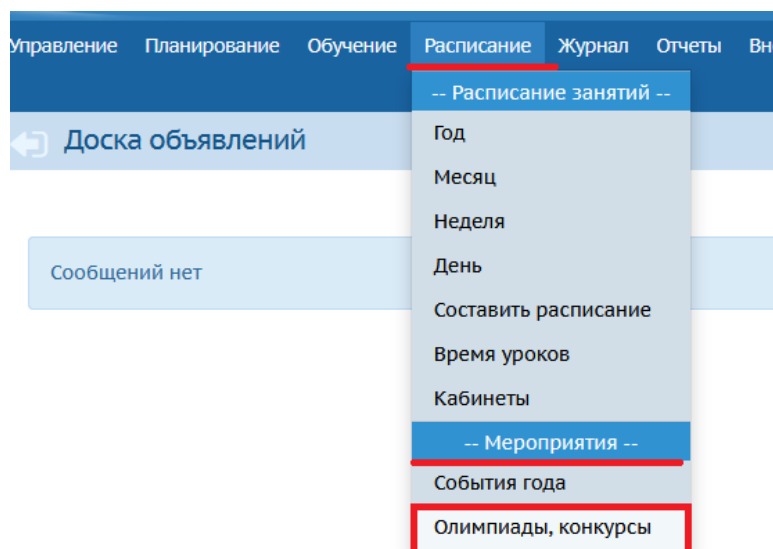 Управление Планирование Обучение Расписание Журнал Отчеты Вн
-- Расписание занятий --
Доска объявлений
Год
Месяц
Неделя
День
Сообщений нет
Составить расписание
Время уроков
Кабинеты
-- Мероприятия --
События года
Олимпиады, конкурсы